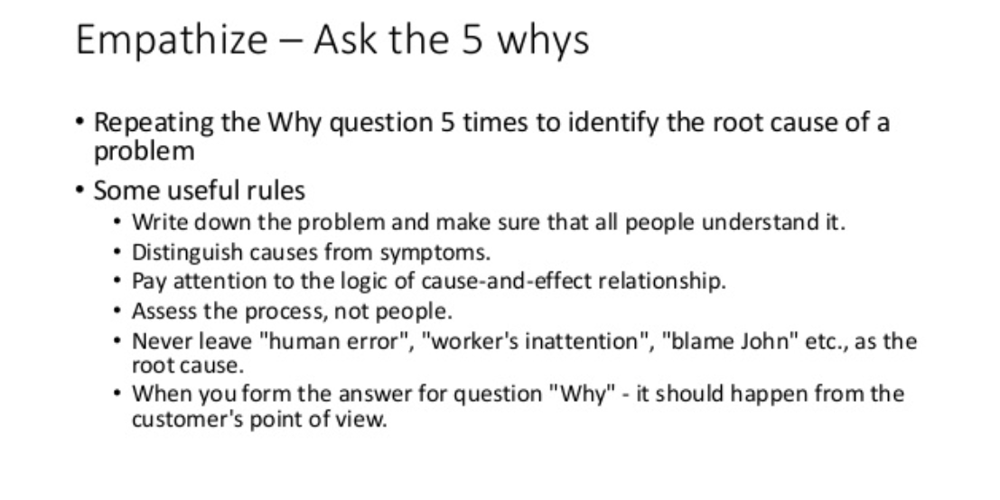 Empathize – Ask the 5 whys
• Repeating the Why question 5 times to identify the root cause of a
problem
• Some useful rules
• Write down the problem and make sure that all people understand it.
• Distinguish causes from symptoms.
• Pay attention to the logic of cause-and-effect relationship.
• Assess the process, not people.
• Never leave "human error", "worker's inattention", "blame John" etc., as the
root cause.
• When you form the answer for question "Why" - it should happen from the
customer's point of view.